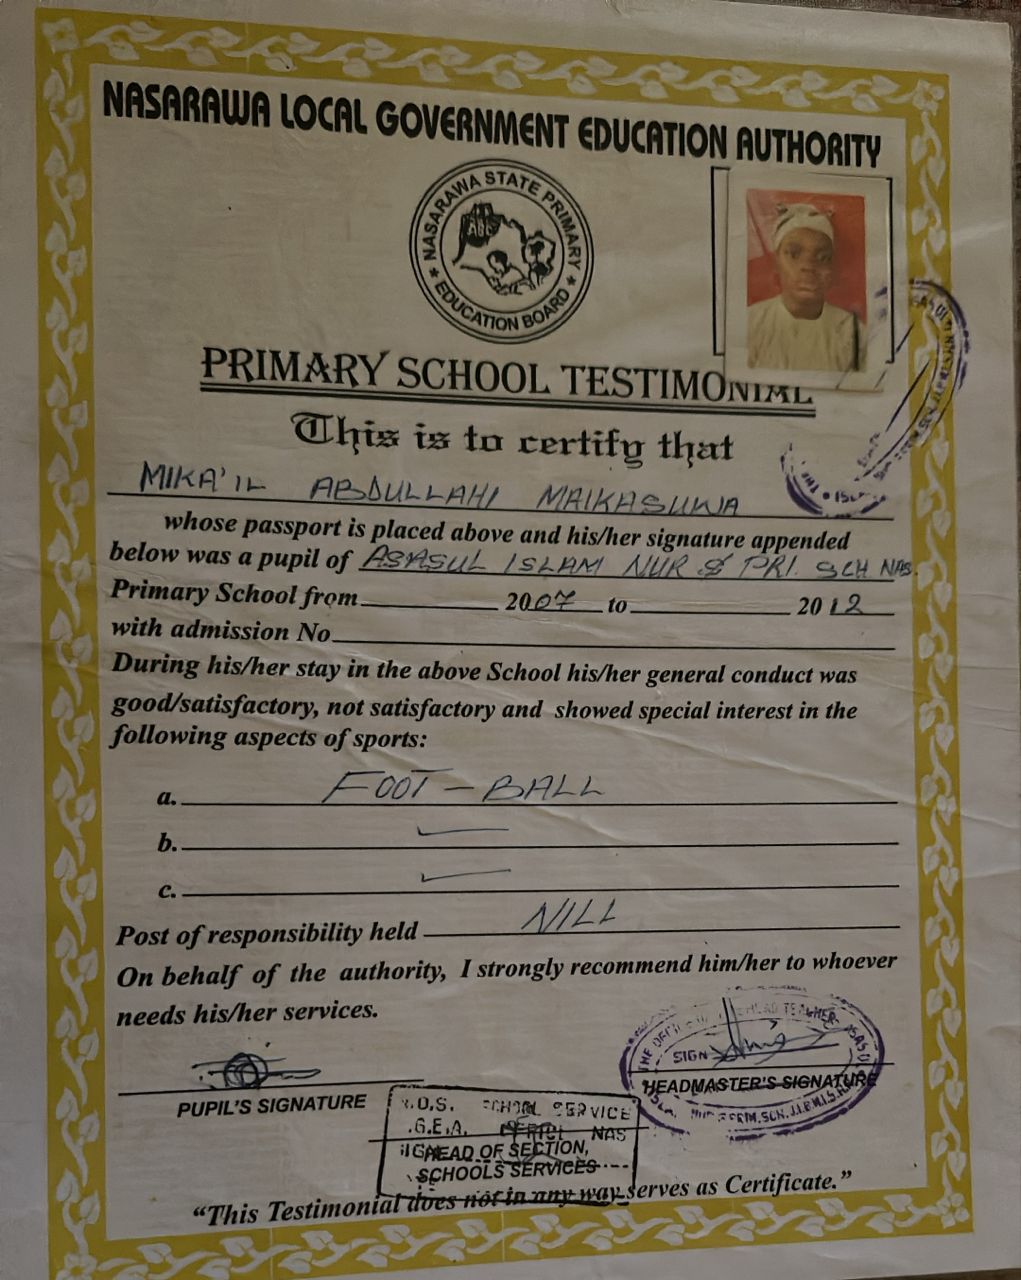 NASARAWA LOCAL GOVERNMENT EDUCATION AUTHORITY
NASARAWA STATE PRIMARY
ABC
★ EDUCATION BOARD ★
PRIMARY SCHOOL TESTIMONIAL
This is to certify that
MIKA'IL ABDULLAHI MAIKASUWA
whose passport is placed above and his/her signature appended
below was a pupil of ASASUL ISLAM NUR & PRI. SCH NAS.
Primary School from 2007 to 2012
with admission No
During his/her stay in the above School his/her general conduct was
good/satisfactory, not satisfactory and showed special interest in the
following aspects of sports:
a. FOOT-BALL
b.
c.
Post of responsibility held NILL
On behalf of the authority, I strongly recommend him/her to whoever
needs his/her services.
THE HEAD TEACHER
SIGN
HEADMASTER'S SIGNATURE
PUPIL'S SIGNATURE
SCHOOL SERVICE
NAS
HEAD OF SECTION,
SCHOOLS SERVICES
"This Testimonial does not in any way serves as Certificate."